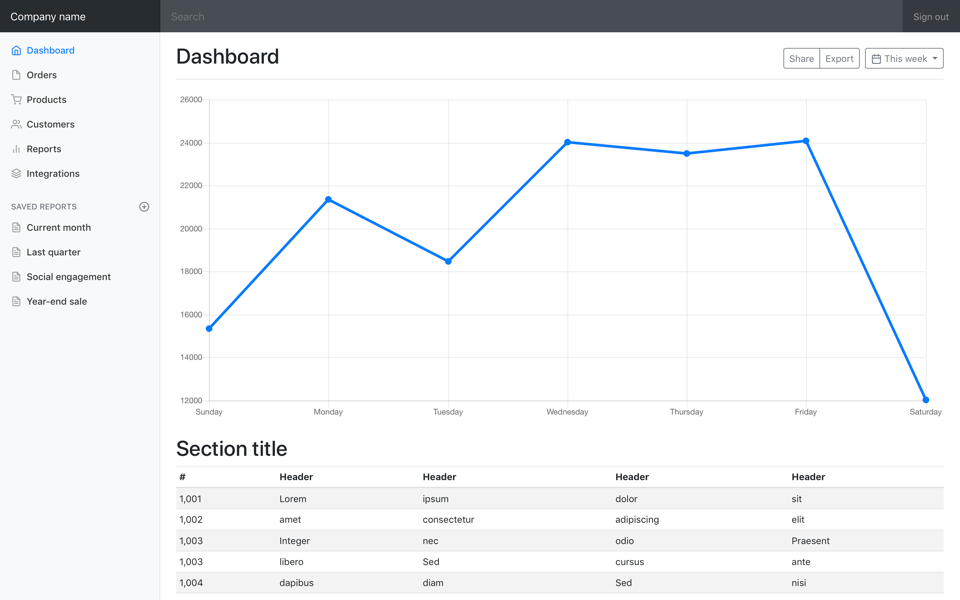 Company name
Search
Sign out
Dashboard
Orders
Products
Customers
Reports
Integrations
SAVED REPORTS
Current month
Last quarter
Social engagement
Year-end sale
Dashboard
Share Export This week
26000
24000
22000
20000
18000
16000
14000
12000
Sunday Monday Tuesday Wednesday Thursday Friday Saturday
Section title
# Header Header Header Header
1,001 Lorem ipsum dolor sit
1,002 amet consectetur adipiscing elit
1,003 Integer nec odio Praesent
1,003 libero Sed cursus ante
1,004 dapibus diam Sed nisi